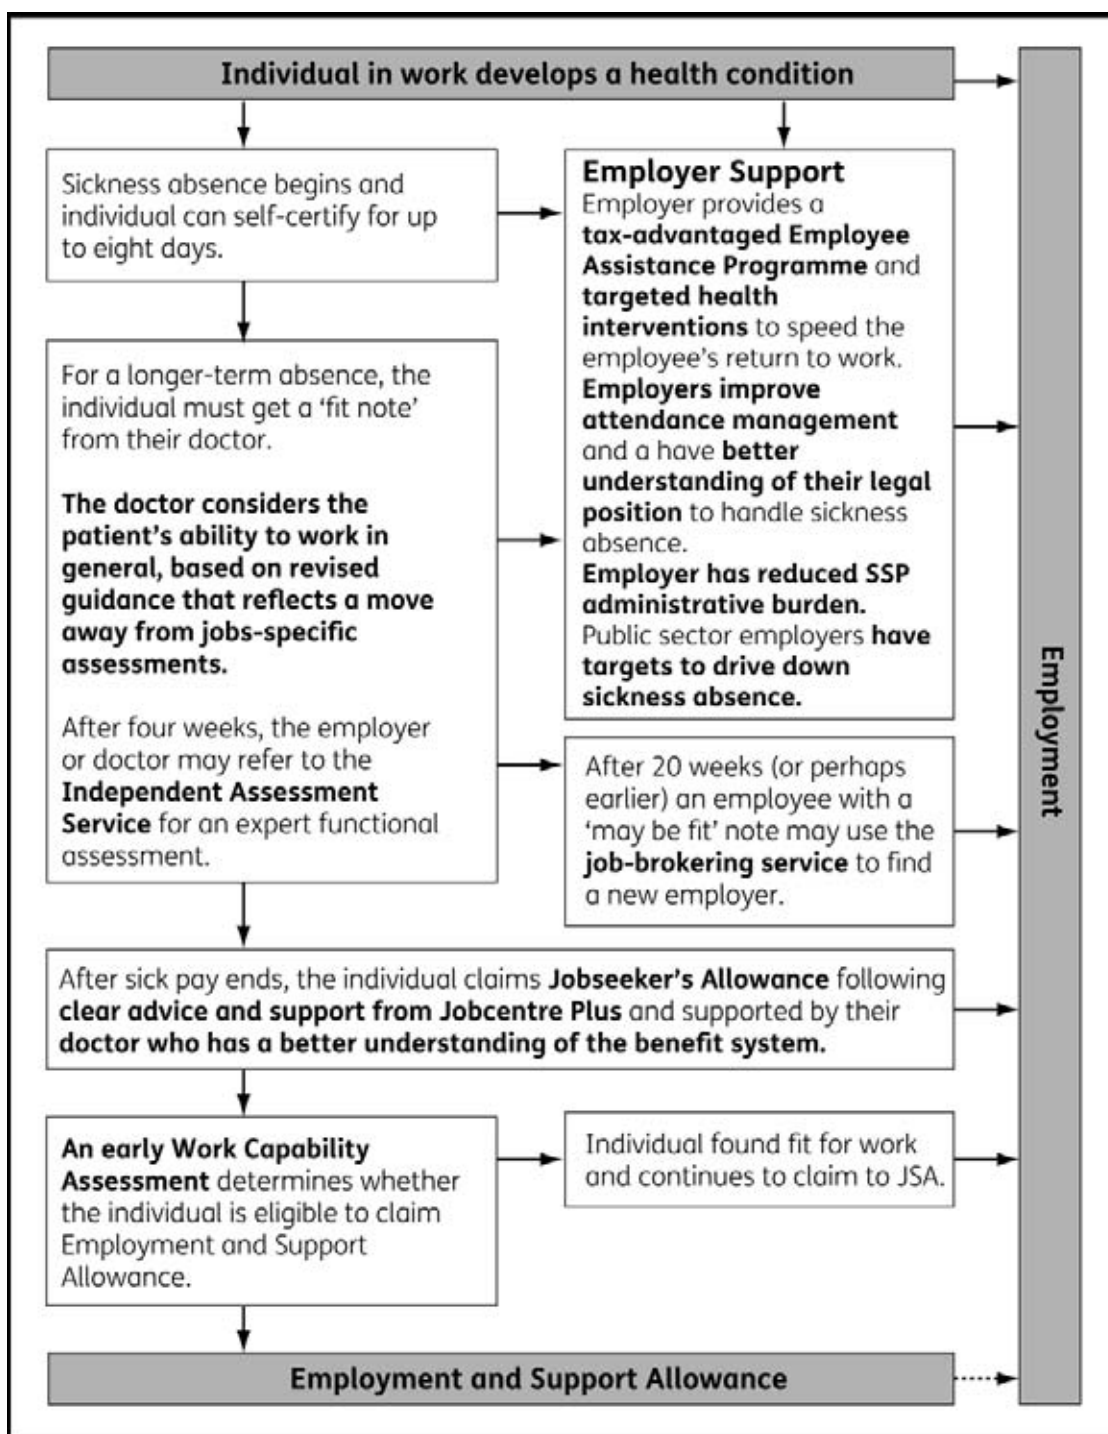 Individual in work develops a health condition
Sickness absence begins and
individual can self-certify for up
to eight days.
Employer Support
Employer provides a
tax-advantaged Employee
Assistance Programme and
targeted health
interventions to speed the
employee's return to work.
Employers improve
attendance management
and a have better
understanding of their legal
position to handle sickness
absence.
Employer has reduced SSP
administrative burden.
Public sector employers have
targets to drive down
sickness absence.
For a longer-term absence, the
individual must get a 'fit note'
from their doctor.
The doctor considers the
patient's ability to work in
general, based on revised
guidance that reflects a move
away from jobs-specific
assessments.
After four weeks, the employer
or doctor may refer to the
Independent Assessment
Service for an expert functional
assessment.
After 20 weeks (or perhaps
earlier) an employee with a
'may be fit' note may use the
job-brokering service to find
a new employer.
After sick pay ends, the individual claims Jobseeker's Allowance following
clear advice and support from Jobcentre Plus and supported by their
doctor who has a better understanding of the benefit system.
An early Work Capability
Assessment determines whether
the individual is eligible to claim
Employment and Support
Allowance.
Individual found fit for work
and continues to claim to JSA.
Employment and Support Allowance
Employment